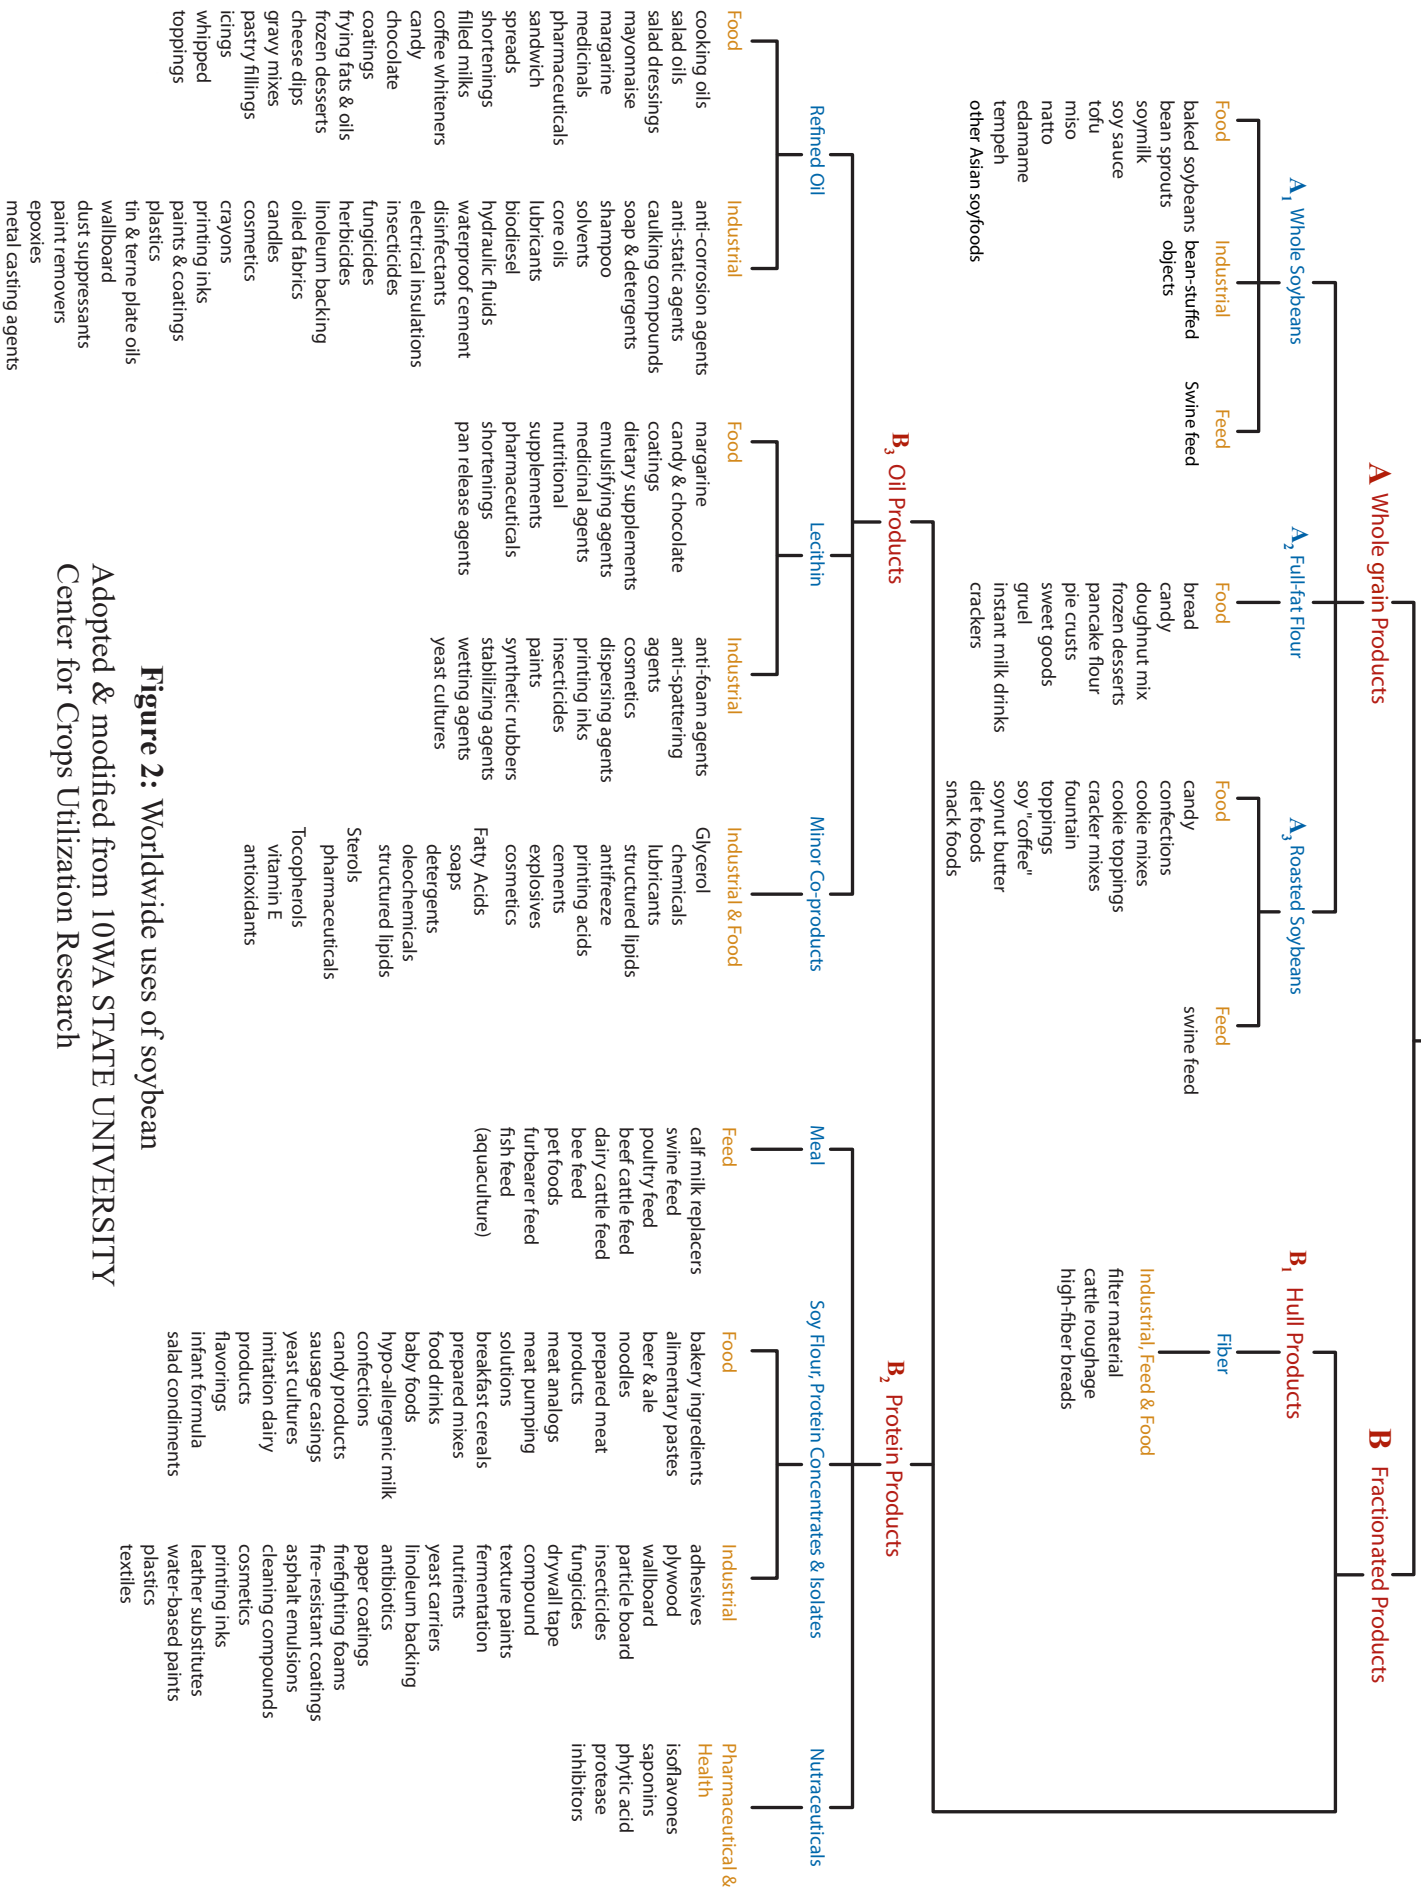 A Whole grain Products
B Fractionated Products
A1 Whole Soybeans
Food
baked soybeans
bean sprouts
soymilk
soy sauce
tofu
miso
natto
edamame
tempeh
other Asian soyfoods
Industrial
bean-stuffed
objects
Feed
Swine feed
A2 Full-fat Flour
Food
bread
candy
doughnut mix
frozen desserts
pancake flour
pie crusts
sweet goods
gruel
instant milk drinks
crackers
A3 Roasted Soybeans
Food
candy
confections
cookie mixes
cookie toppings
cracker mixes
fountain
toppings
soy "coffee"
soynut butter
diet foods
snack foods
Feed
swine feed
B1 Hull Products
Fiber
Industrial, Feed & Food
filter material
cattle roughage
high-fiber breads
B3 Oil Products
Refined Oil
Food
cooking oils
salad oils
salad dressings
mayonnaise
margarine
medicinals
pharmaceuticals
sandwich
spreads
shortenings
filled milks
coffee whiteners
candy
chocolate
coatings
frying fats & oils
frozen desserts
cheese dips
gravy mixes
pastry fillings
icings
whipped
toppings
Industrial
anti-corrosion agents
anti-static agents
caulking compounds
soap & detergents
shampoo
solvents
core oils
lubricants
biodiesel
hydraulic fluids
waterproof cement
disinfectants
electrical insulations
insecticides
fungicides
herbicides
linoleum backing
oiled fabrics
candles
cosmetics
crayons
printing inks
paints & coatings
plastics
tin & terne plate oils
wallboard
dust suppressants
paint removers
epoxies
metal casting agents
Lecithin
Food
margarine
candy & chocolate
coatings
dietary supplements
emulsifying agents
medicinal agents
nutritional
supplements
pharmaceuticals
shortenings
pan release agents
Industrial
anti-foam agents
anti-spattering
agents
cosmetics
dispersing agents
printing inks
insecticides
paints
synthetic rubbers
stabilizing agents
wetting agents
yeast cultures
Minor Co-products
Industrial & Food
Glycerol
chemicals
lubricants
structured lipids
antifreeze
printing acids
cements
explosives
cosmetics
Fatty Acids
soaps
detergents
oleochemicals
structured lipids
Sterols
pharmaceuticals
Tocopherols
vitamin E
antioxidants
B2 Protein Products
Meal
Feed
calf milk replacers
swine feed
poultry feed
beef cattle feed
dairy cattle feed
bee feed
pet foods
furbearer feed
fish feed
(aquaculture)
Soy Flour, Protein Concentrates & Isolates
Food
bakery ingredients
alimentary pastes
beer & ale
noodles
prepared meat
products
meat analogs
meat pumping
solutions
breakfast cereals
prepared mixes
food drinks
baby foods
hypo-allergenic milk
confections
candy products
sausage casings
yeast cultures
imitation dairy
products
flavorings
infant formula
salad condiments
Industrial
adhesives
plywood
wallboard
particle board
insecticides
fungicides
drywall tape
compound
texture paints
fermentation
nutrients
yeast carriers
linoleum backing
antibiotics
paper coatings
firefighting foams
fire-resistant coatings
asphalt emulsions
cleaning compounds
cosmetics
printing inks
leather substitutes
water-based paints
plastics
textiles
Nutraceuticals
Pharmaceutical &
Health
isoflavones
saponins
phytic acid
protease
inhibitors
Figure 2: Worldwide uses of soybean
Adopted & modified from 10WA STATE UNIVERSITY
Center for Crops Utilization Research